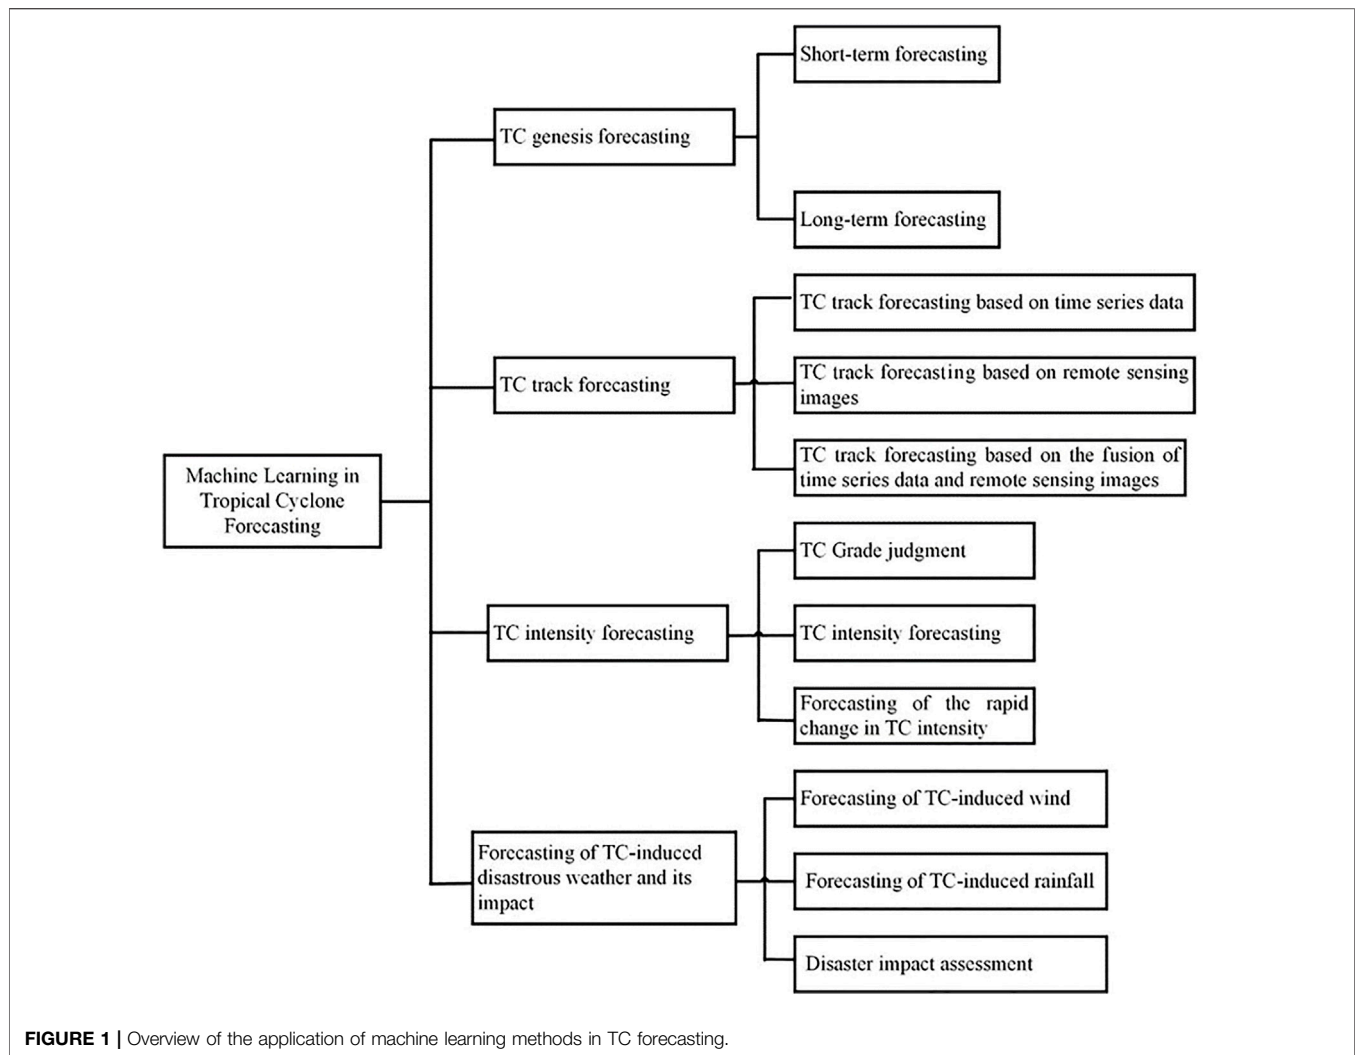 Short-term forecasting
TC genesis forecasting
Long-term forecasting
TC track forecasting based on time series data
TC track forecasting
TC track forecasting based on remote sensing
images
TC track forecasting based on the fusion of
time series data and remote sensing images
Machine Learning in
Tropical Cyclone
Forecasting
TC Grade judgment
TC intensity forecasting
TC intensity forecasting
Forecasting of the rapid
change in TC intensity
Forecasting of TC-induced wind
Forecasting of TC-induced
disastrous weather and its
impact
Forecasting of TC-induced rainfall
Disaster impact assessment
FIGURE 1 | Overview of the application of machine learning methods in TC forecasting.